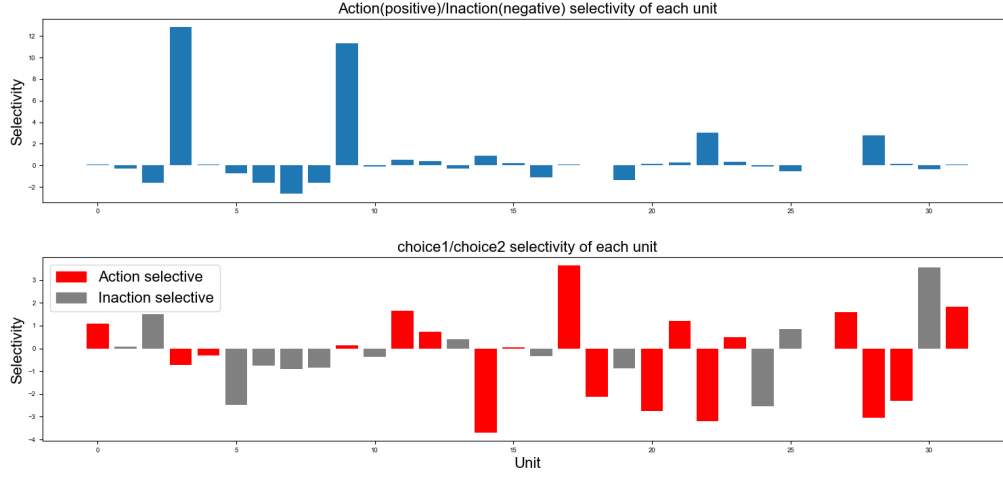 Action(positive)/Inaction(negative) selectivity of each unit
Selectivity
12
10
8
6
4
2
0
−2
0 5 10 15 20 25 30
choice1/choice2 selectivity of each unit
Action selective
Inaction selective
Selectivity
3
2
1
0
−1
−2
−3
−4
0 5 10 15 20 25 30
Unit